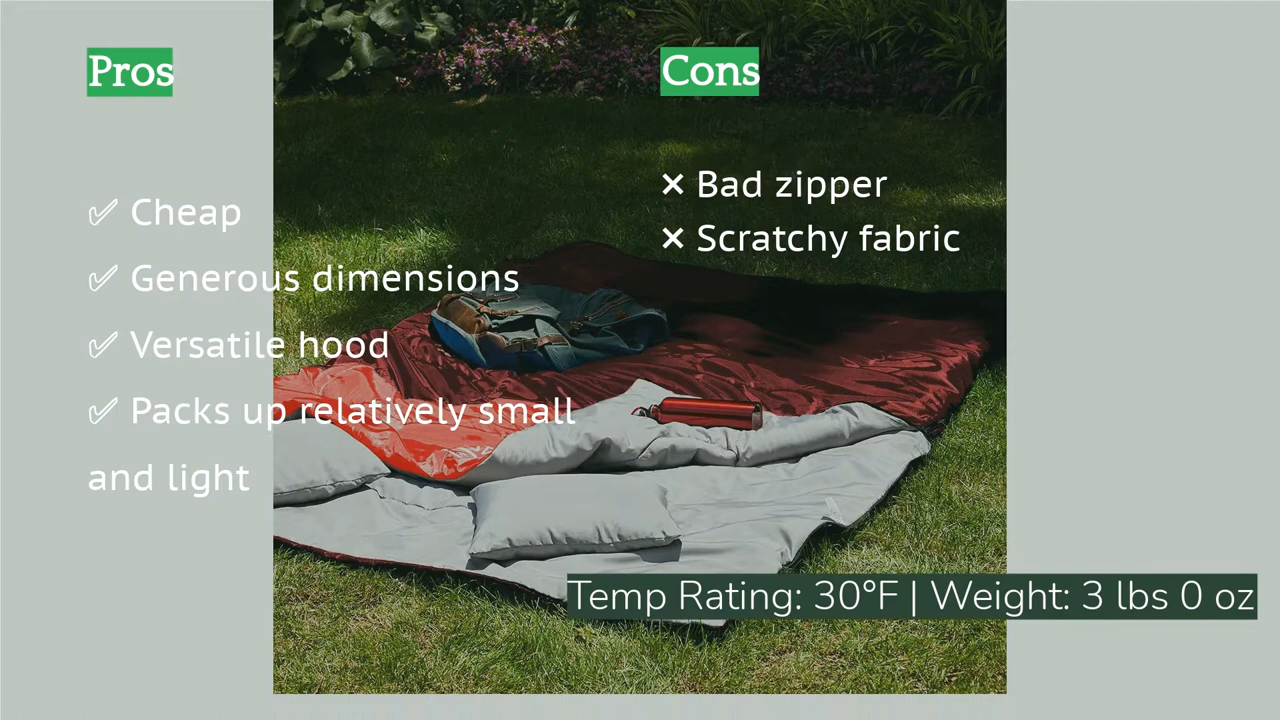 Pros
✅ Cheap
✅ Generous dimensions
✅ Versatile hood
✅ Packs up relatively small
and light
Cons
❌ Bad zipper
❌ Scratchy fabric
Temp Rating: 30°F | Weight: 3 lbs 0 oz